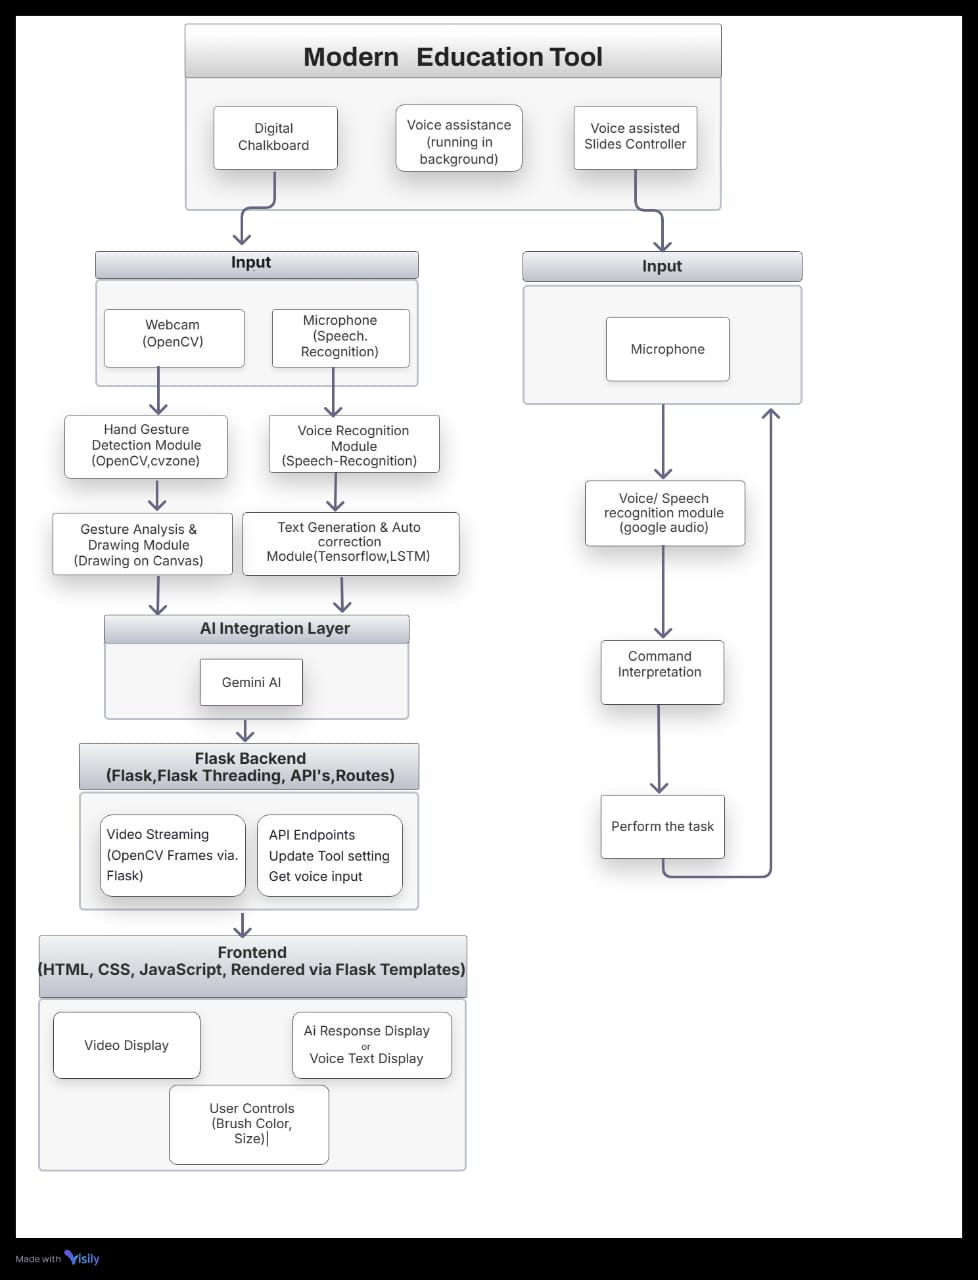 Modern Education Tool
Digital
Chalkboard
Voice assistance
(running in
background)
Voice assisted
Slides Controller
Input
Webcam
(OpenCV)
Microphone
(Speech.
Recognition)
Hand Gesture
Detection Module
(OpenCV,cvzone)
Voice Recognition
Module
(Speech-Recognition)
Gesture Analysis &
Drawing Module
(Drawing on Canvas)
Text Generation & Auto
correction
Module(Tensorflow,LSTM)
AI Integration Layer
Gemini AI
Flask Backend
(Flask,Flask Threading, API's,Routes)
Video Streaming
(OpenCV Frames via.
Flask)
API Endpoints
Update Tool setting
Get voice input
Frontend
(HTML, CSS, JavaScript, Rendered via Flask Templates)
Video Display
Ai Response Display
or
Voice Text Display
User Controls
(Brush Color,
Size)
Input
Microphone
Voice/ Speech
recognition module
(google audio)
Command
Interpretation
Perform the task
Made with Visily